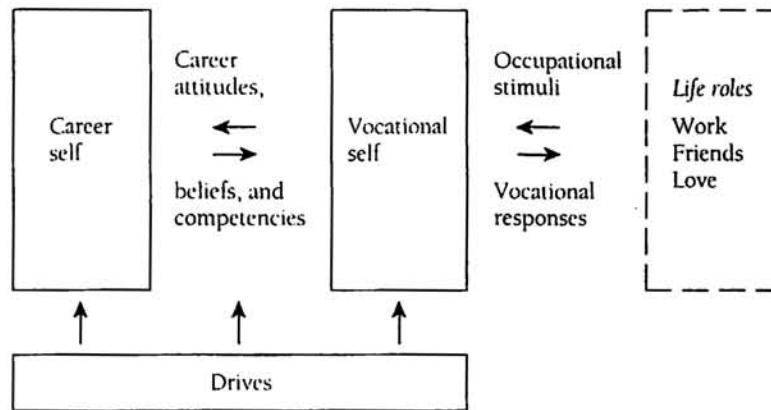 Career
self
Career
attitudes,
beliefs, and
competencies
Vocational
self
Occupational
stimuli
Vocational
responses
Life roles
Work
Friends
Love
Drives